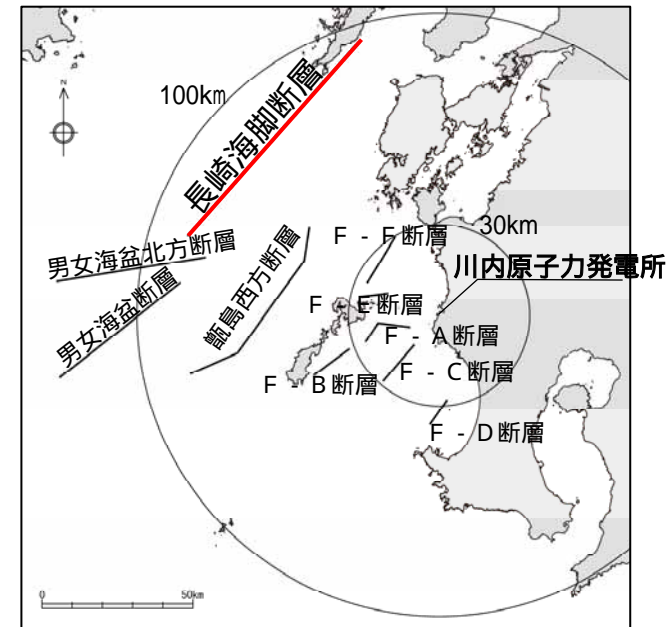 100km
長崎海脚断層
N
30km
F - F断層
川内原子力発電所
男女海盆北方断層
甑島西方断層
男女海盆断層
F - E断層
F - A断層
F - C断層
F - B断層
F - D断層
0
50km